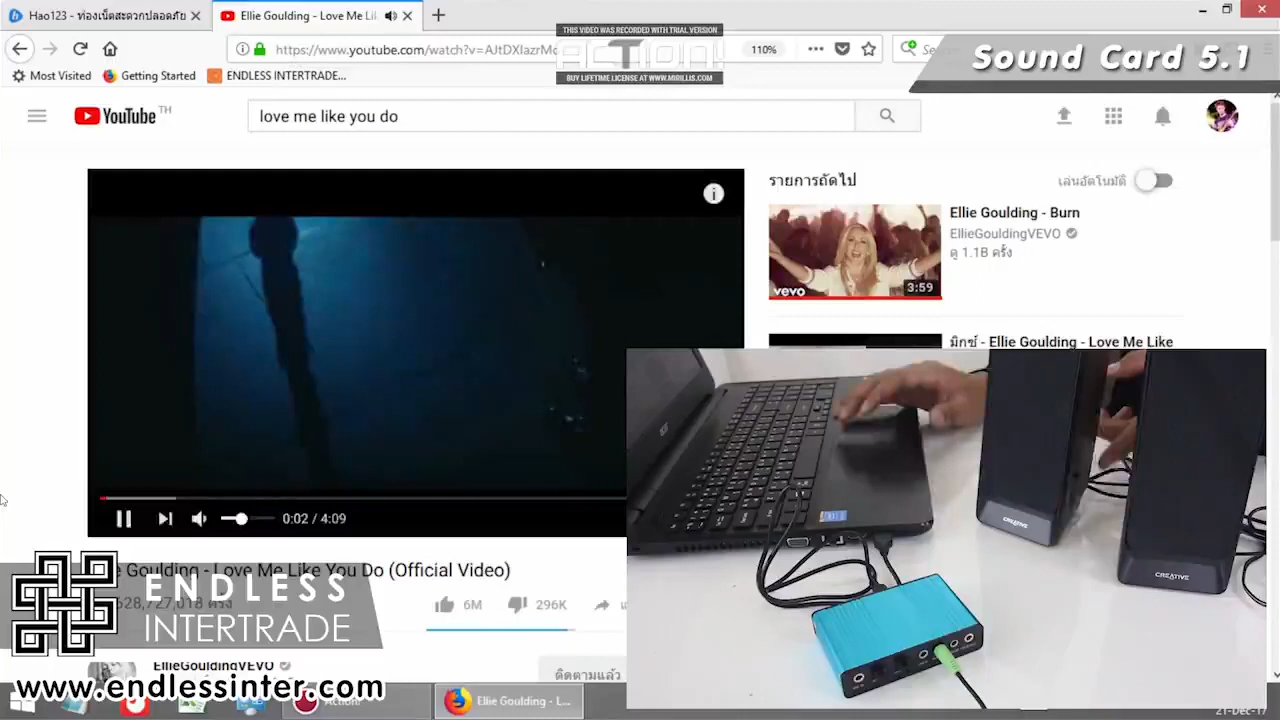 Hao123 - ท่องเน็ตสะดวกปลอดภัย
Ellie Goulding - Love Me Li
THIS VIDEO WAS RECORDED WITH TRIAL VERSION
ACTION!
BUY LIFETIME LICENSE AT WWW.MIRILLIS.COM
https://www.youtube.com/watch?v=AJtDXIazrMo
110%
Sound Card 5.1
Most Visited
Getting Started
ENDLESS INTERTRADE...
YouTube TH
love me like you do
รายการถัดไป
เล่นอัตโนมัติ
Ellie Goulding - Burn
EllieGouldingVEVO
ดู 1.1B ครั้ง
vevo
3:59
มิกซ์ - Ellie Goulding - Love Me Like
0:02 / 4:09
Goulding - Love Me Like You Do (Official Video)
ครั้ง
6M
296K
ENDLESS
INTERTRADE
EllieGouldingVEVO
ติดตามแล้ว
www.endlessinter.com
Action!
Ellie Goulding - L...
21-Dec-17
acer
CREATIVE
CREATIVE